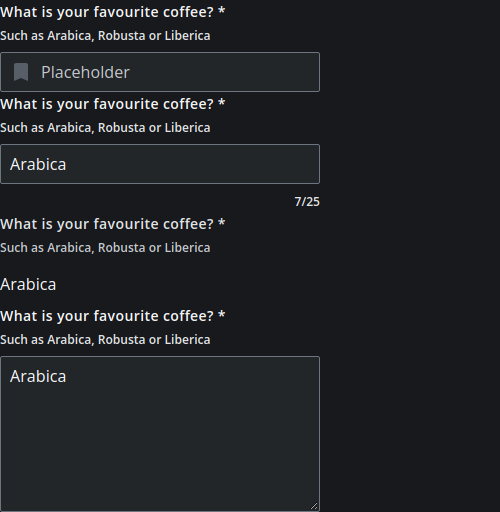 What is your favourite coffee? *
Such as Arabica, Robusta or Liberica
Placeholder
What is your favourite coffee? *
Such as Arabica, Robusta or Liberica
Arabica
7/25
What is your favourite coffee? *
Such as Arabica, Robusta or Liberica
Arabica
What is your favourite coffee? *
Such as Arabica, Robusta or Liberica
Arabica